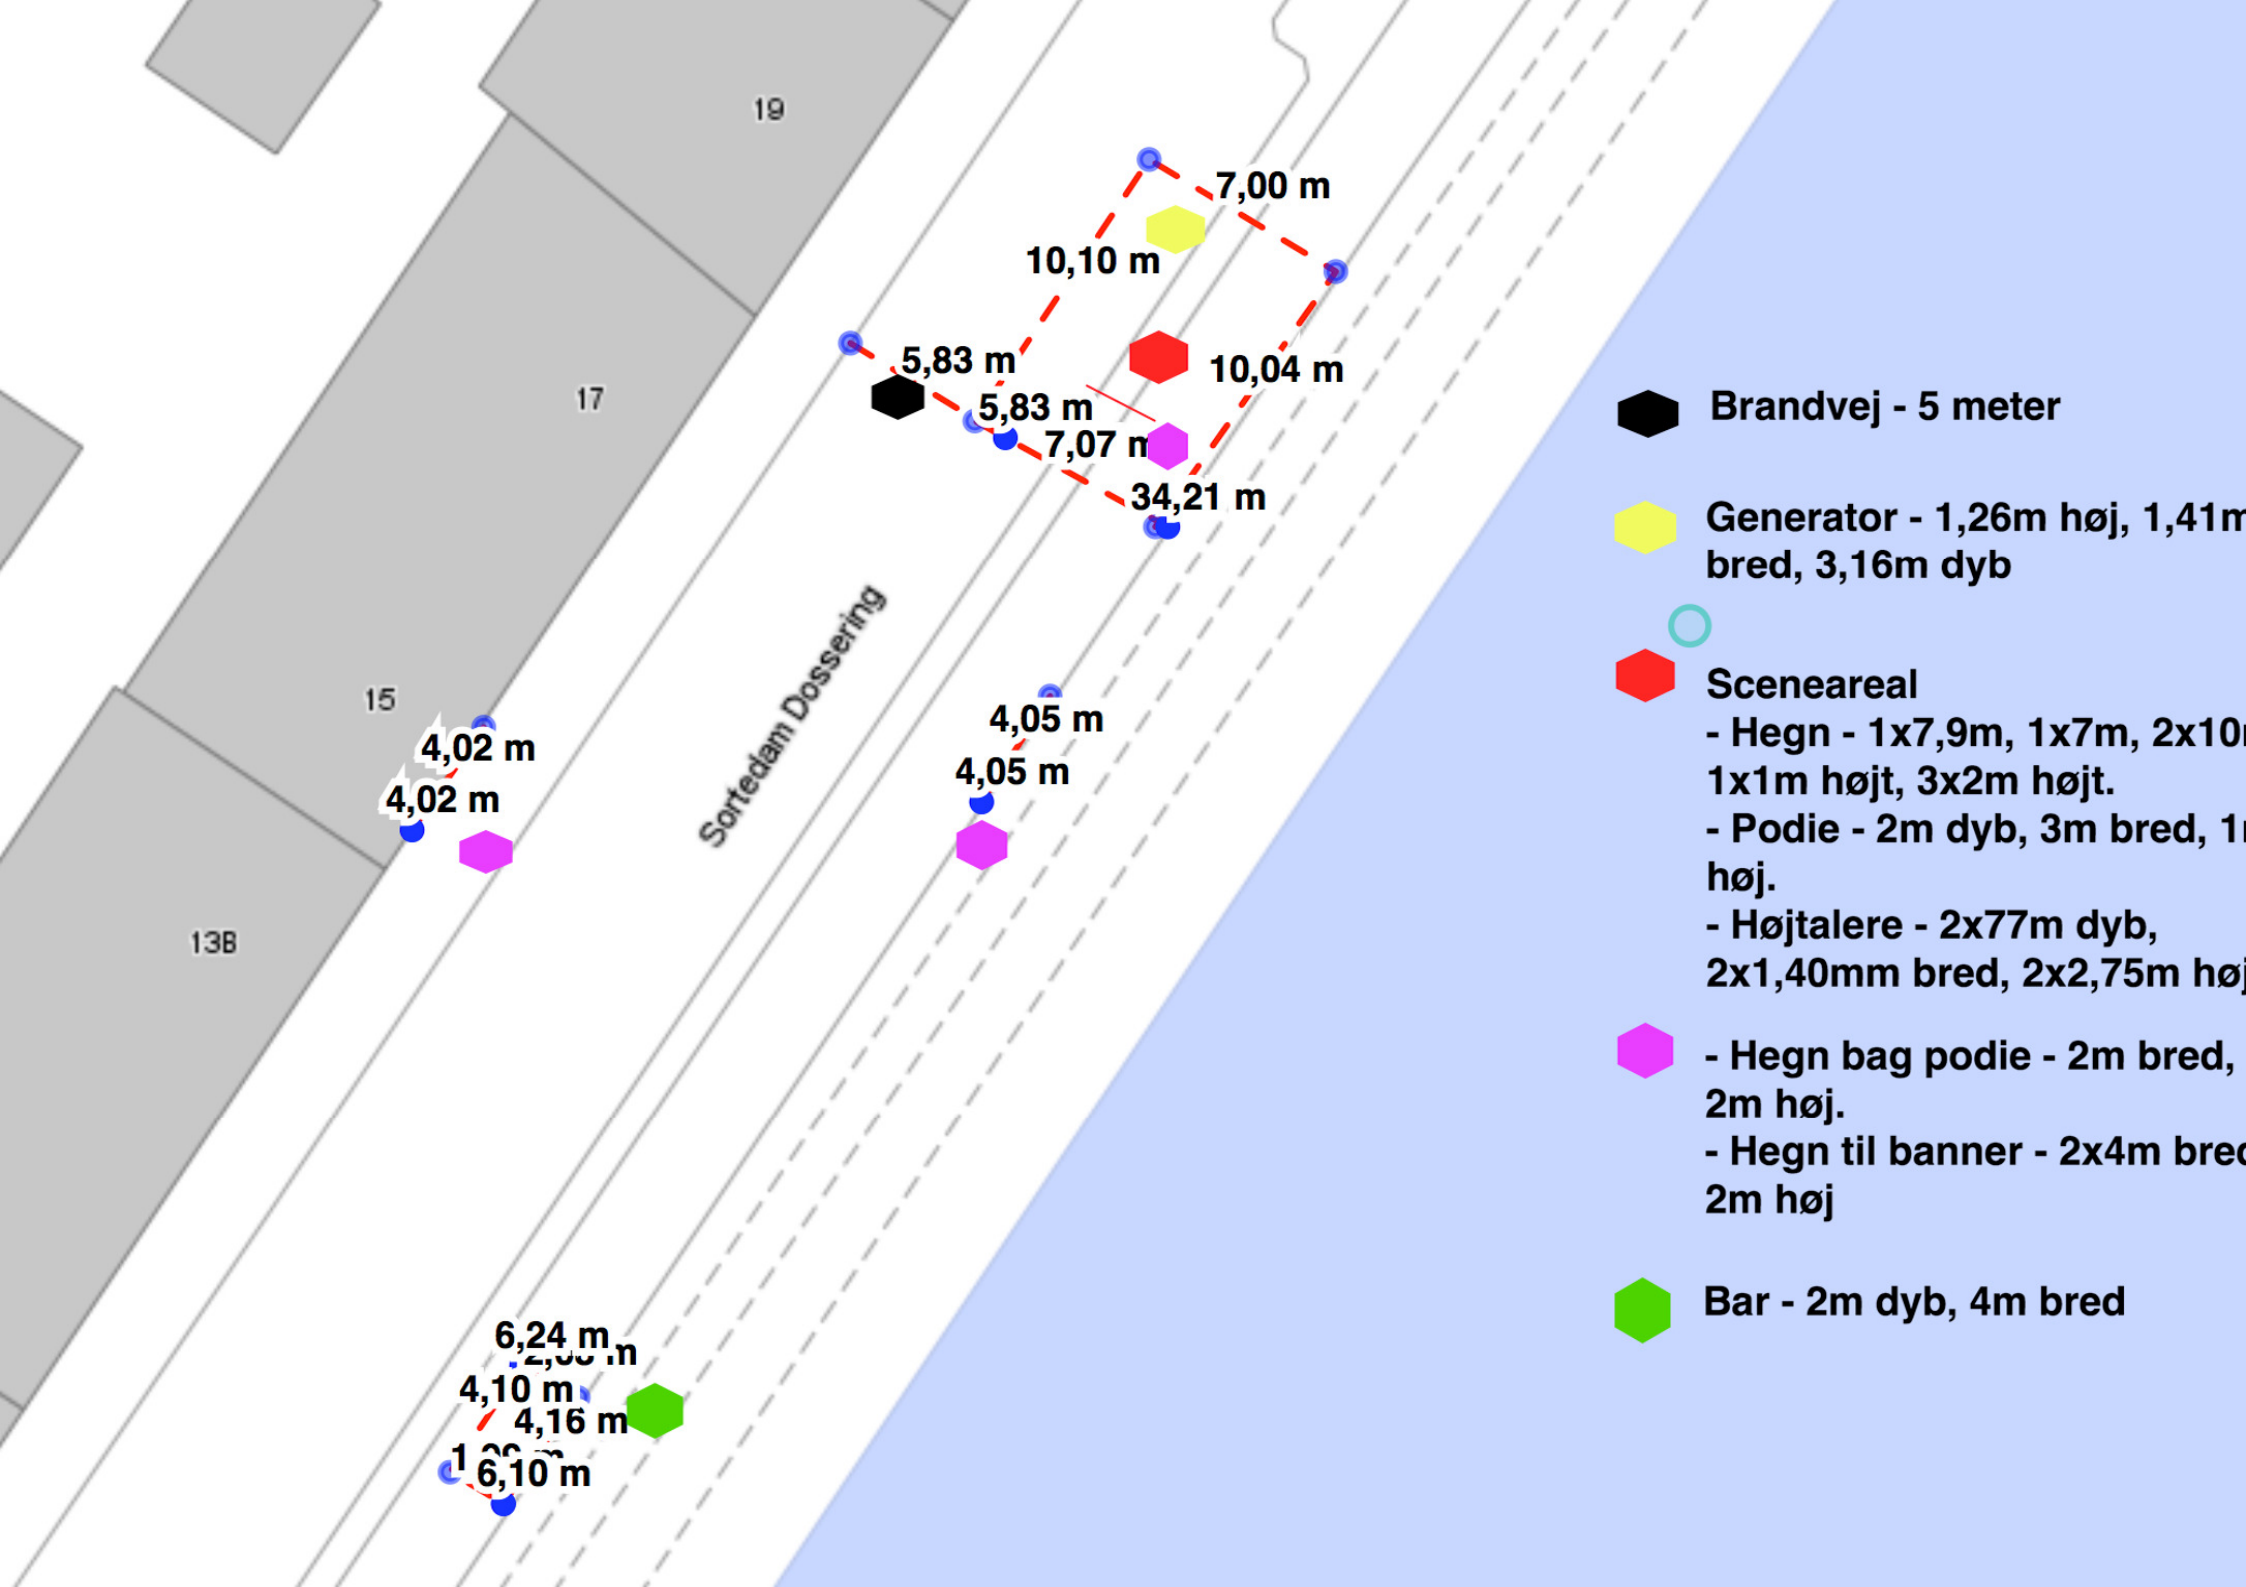 19
7,00 m
10,10 m
5,83 m
10,04 m
17
5,83 m
7,07 m
34,21 m
Sortedam Dossering
15
4,02 m
4,02 m
4,05 m
4,05 m
13B
6,24 m
4,10 m
4,16 m
6,10 m
Brandvej - 5 meter
Generator - 1,26m høj, 1,41m
bred, 3,16m dyb
Sceneareal
- Hegn - 1x7,9m, 1x7m, 2x10
1x1m højt, 3x2m højt.
- Podie - 2m dyb, 3m bred, 1
høj.
- Højtalere - 2x77m dyb,
2x1,40mm bred, 2x2,75m høj
- Hegn bag podie - 2m bred,
2m høj.
- Hegn til banner - 2x4m bred
2m høj
Bar - 2m dyb, 4m bred